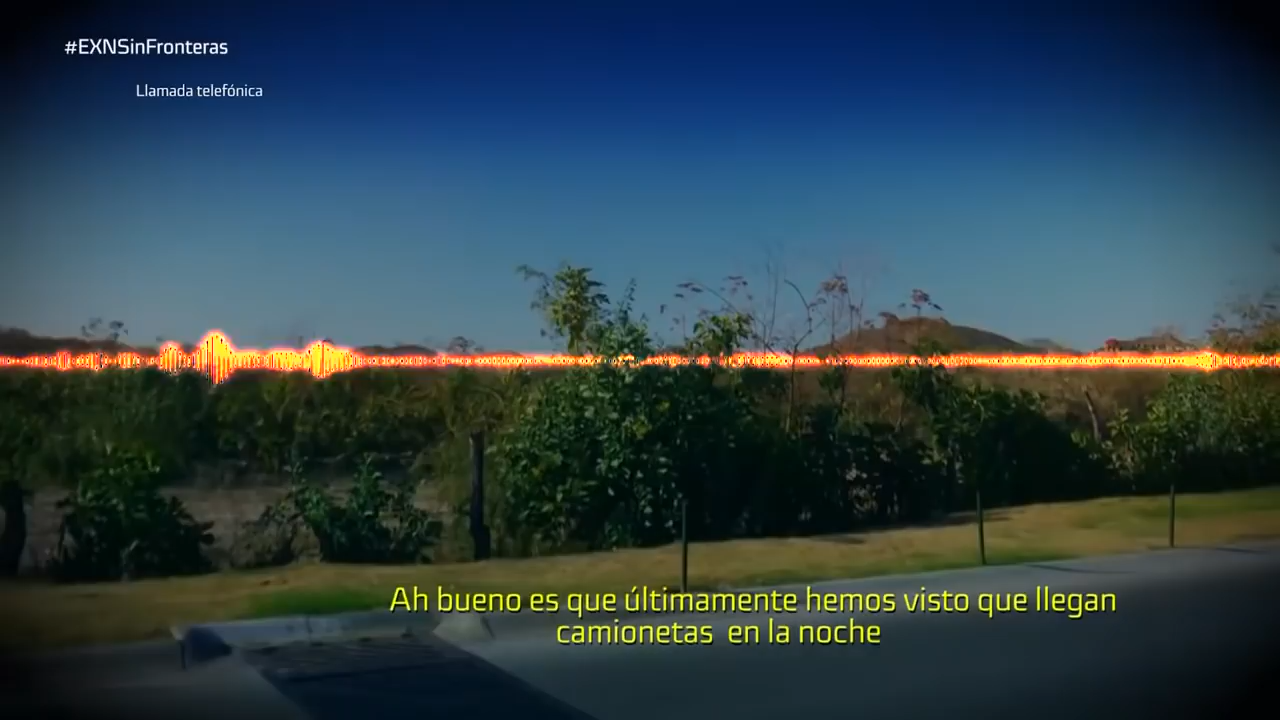 #EXNSinFronteras
Llamada telefónica
Ah bueno es que últimamente hemos visto que llegan
camionetas en la noche